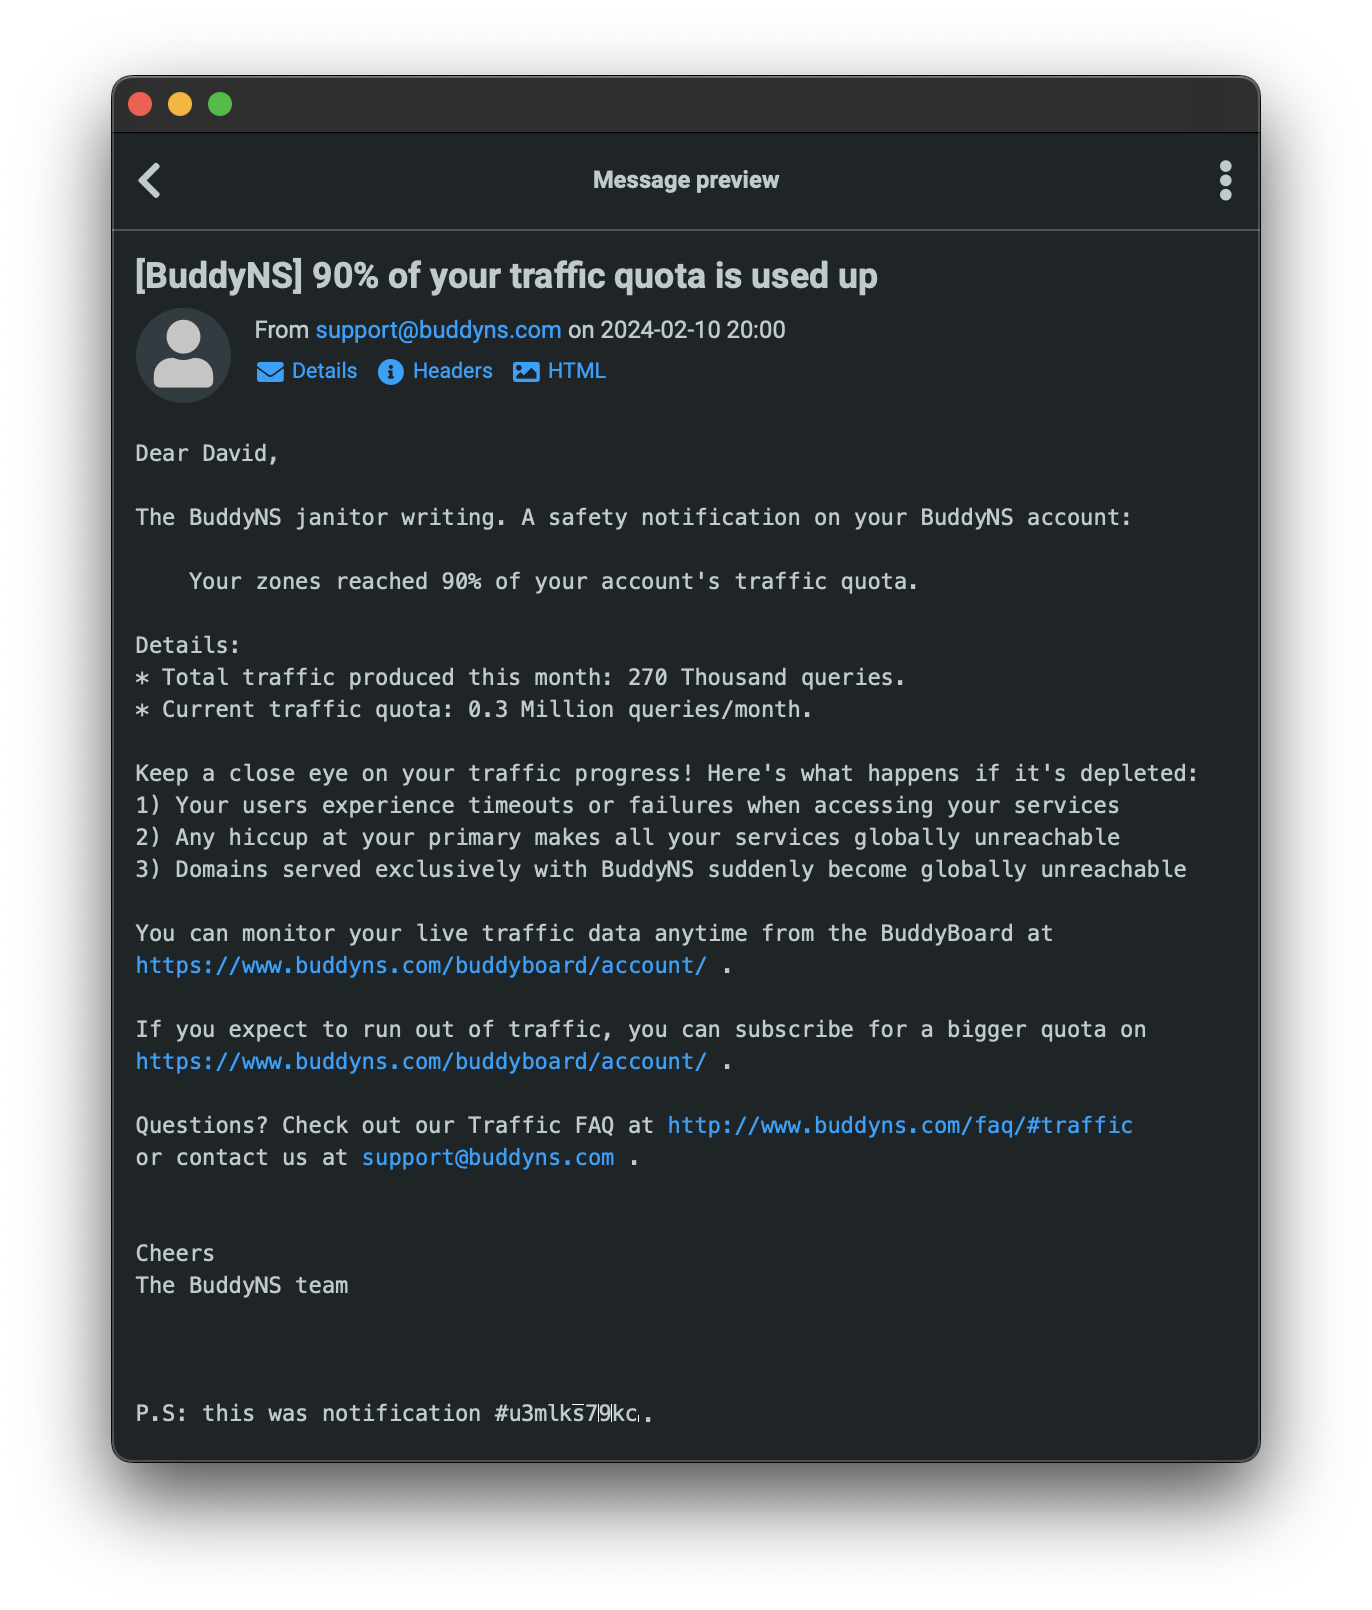 Message preview
[BuddyNS] 90% of your traffic quota is used up
From support@buddyns.com on 2024-02-10 20:00
Details Headers HTML
Dear David,
The BuddyNS janitor writing. A safety notification on your BuddyNS account:
Your zones reached 90% of your account's traffic quota.
Details:
* Total traffic produced this month: 270 Thousand queries.
* Current traffic quota: 0.3 Million queries/month.
Keep a close eye on your traffic progress! Here's what happens if it's depleted:
1) Your users experience timeouts or failures when accessing your services
2) Any hiccup at your primary makes all your services globally unreachable
3) Domains served exclusively with BuddyNS suddenly become globally unreachable
You can monitor your live traffic data anytime from the BuddyBoard at
https://www.buddyns.com/buddyboard/account/ .
If you expect to run out of traffic, you can subscribe for a bigger quota on
https://www.buddyns.com/buddyboard/account/ .
Questions? Check out our Traffic FAQ at http://www.buddyns.com/faq/#traffic
or contact us at support@buddyns.com .
Cheers
The BuddyNS team
P.S: this was notification